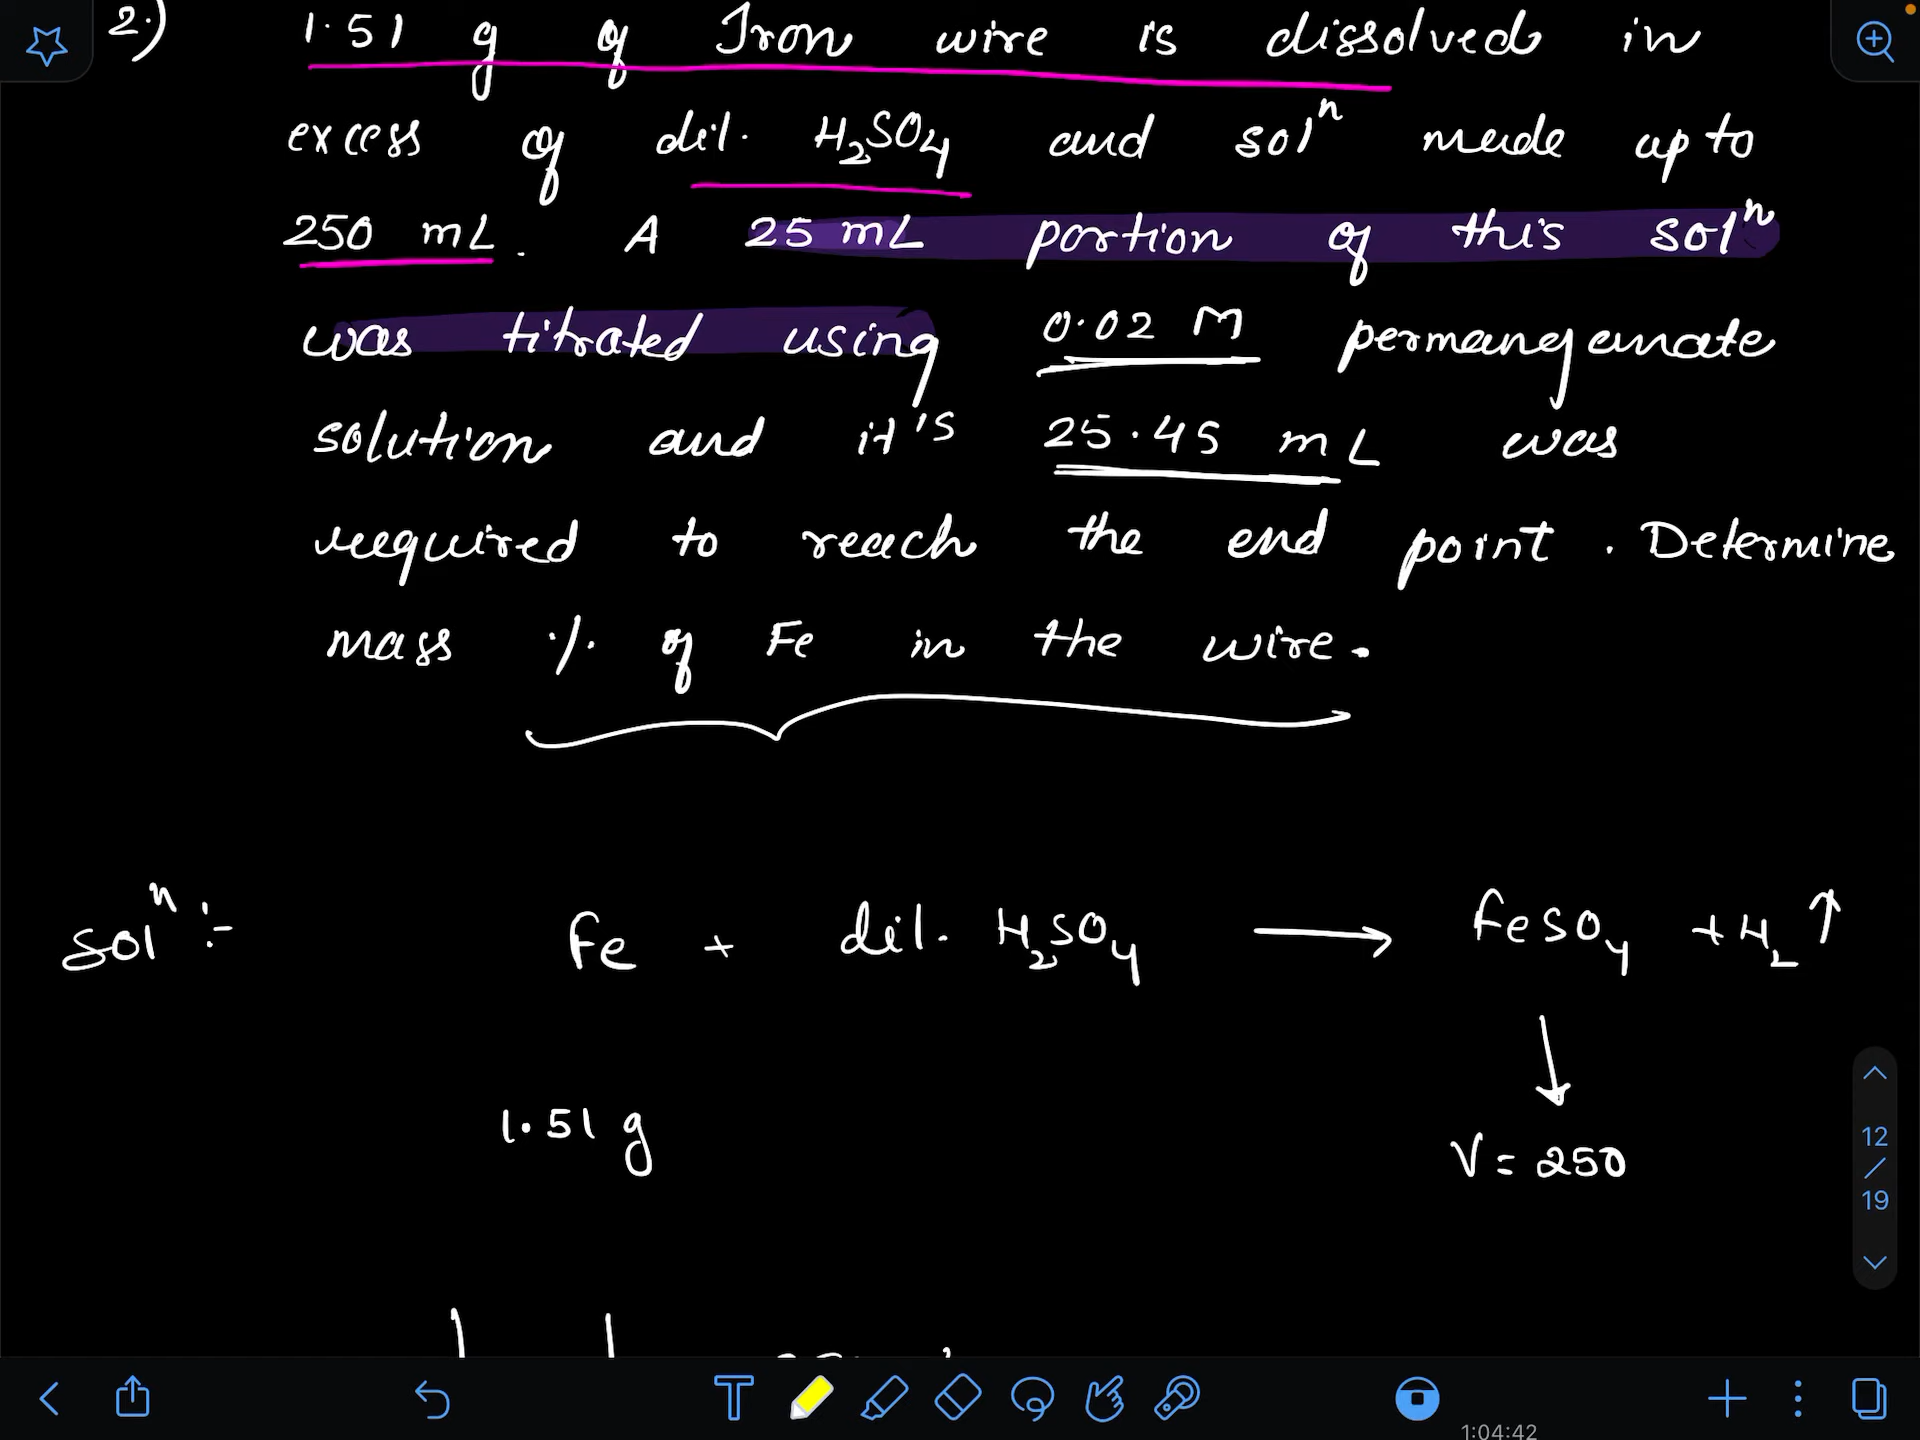 2.) 1.51 g of Iron wire is dissolved in
excess of dil. H₂SO₄ and solⁿ made up to
250 mL. A 25 mL portion of this solⁿ
was titrated using 0.02 M permanganate
solution and it's 25.45 mL was
required to reach the end point. Determine
mass % of Fe in the wire.
solⁿ :- Fe + dil. H₂SO₄ ⟶ FeSO₄ + H₂ ↑
1.51 g
V = 250
12
/
19
T
1:04:42